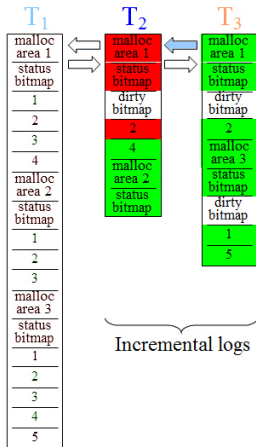 T1
malloc
area 1
status
bitmap
1
2
3
4
malloc
area 2
status
bitmap
1
2
3
malloc
area 3
status
bitmap
1
2
3
4
5
T2
malloc
area 1
status
bitmap
dirty
bitmap
2
4
malloc
area 2
status
bitmap
T3
malloc
area 1
status
bitmap
dirty
bitmap
2
malloc
area 3
status
bitmap
dirty
bitmap
1
5
Incremental logs